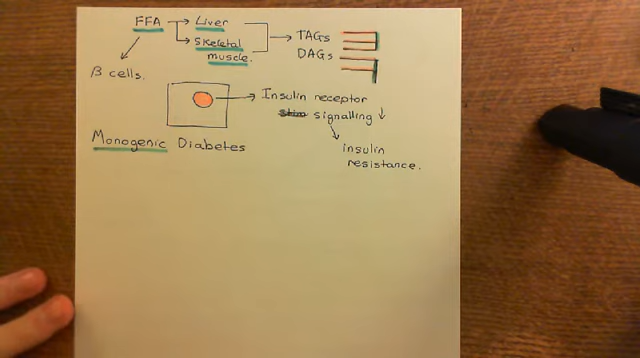 FFA → Liver
→ Skeletal muscle.
→ TAGs
DAGs
β cells.
→ Insulin receptor
signalling ↓
insulin
resistance.
Monogenic Diabetes